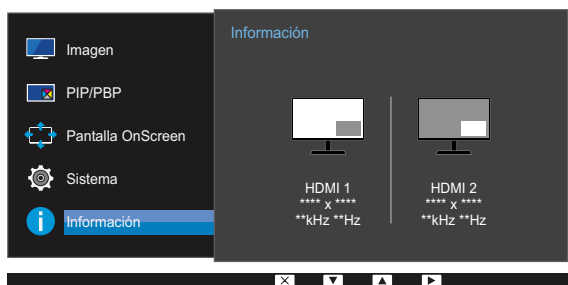 Información
Imagen
PIP/PBP
Pantalla OnScreen
Sistema
Información
HDMI 1
**** x ****
**kHz **Hz
HDMI 2
**** x ****
**kHz **Hz